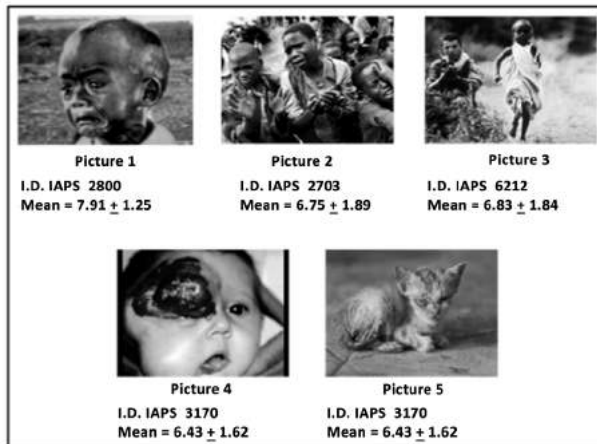 Picture 1
I.D. IAPS 2800
Mean = 7.91 ± 1.25
Picture 2
I.D. IAPS 2703
Mean = 6.75 ± 1.89
Picture 3
I.D. IAPS 6212
Mean = 6.83 ± 1.84
Picture 4
I.D. IAPS 3170
Mean = 6.43 ± 1.62
Picture 5
I.D. IAPS 3170
Mean = 6.43 ± 1.62